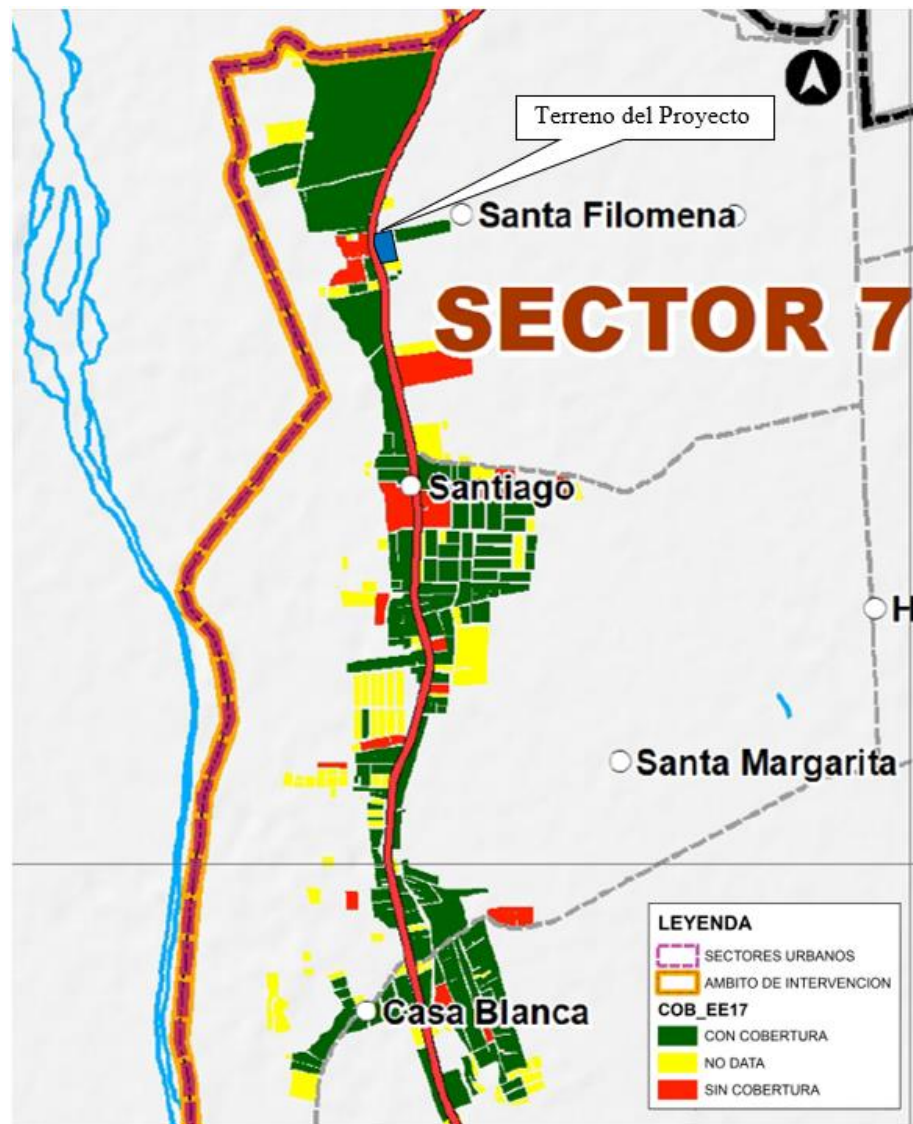 Terreno del Proyecto
Santa Filomena
SECTOR 7
Santiago
H
Santa Margarita
Casa Blanca
LEYENDA
SECTORES URBANOS
AMBITO DE INTERVENCION
COB_EE17
CON COBERTURA
NO DATA
SIN COBERTURA